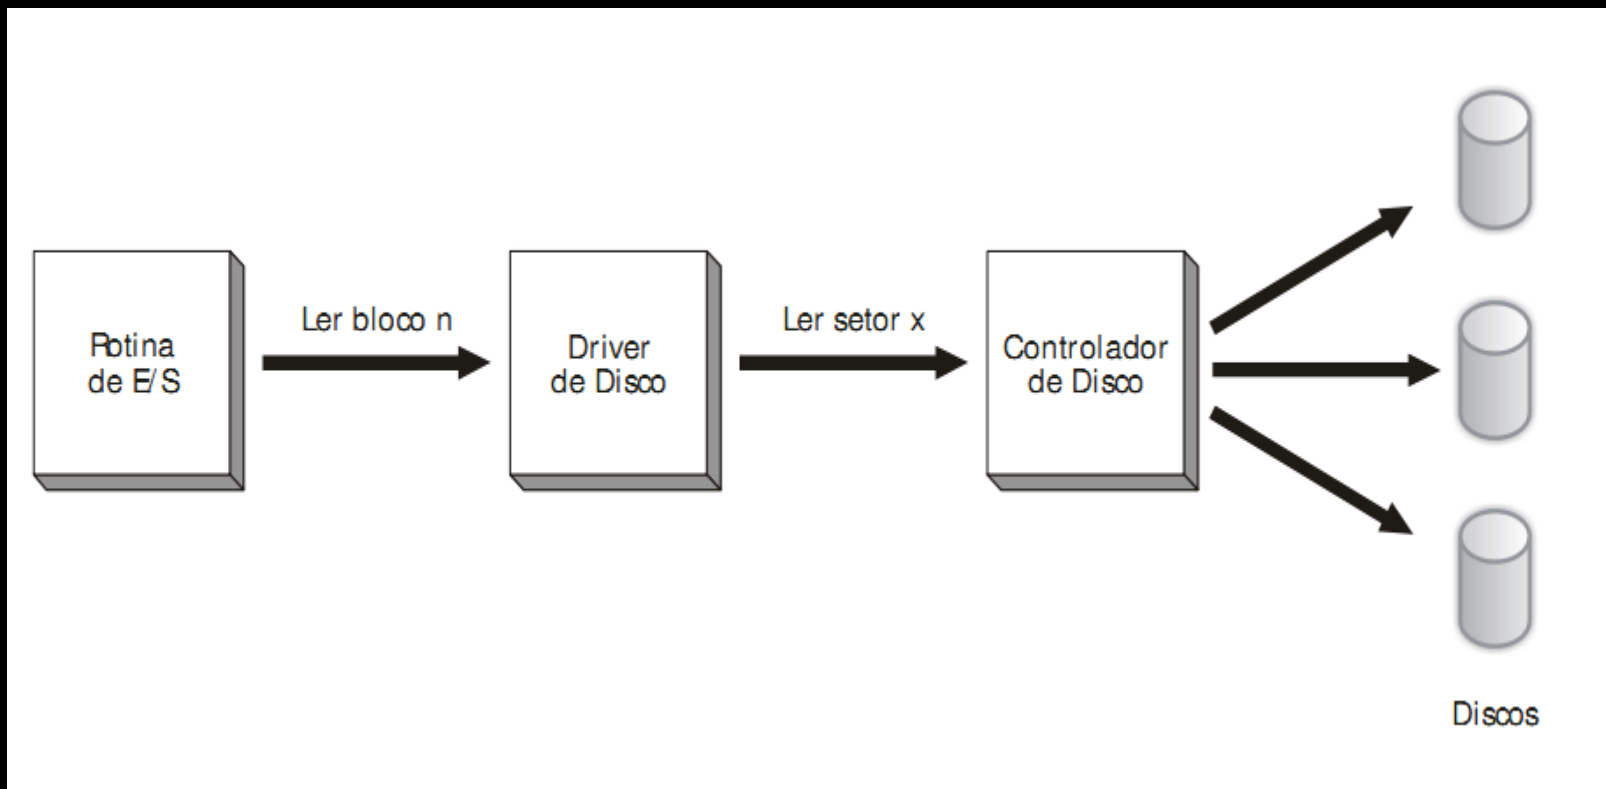 Rotina
de E/S
Ler bloco n
Driver
de Disco
Ler setor x
Controlador
de Disco
Discos